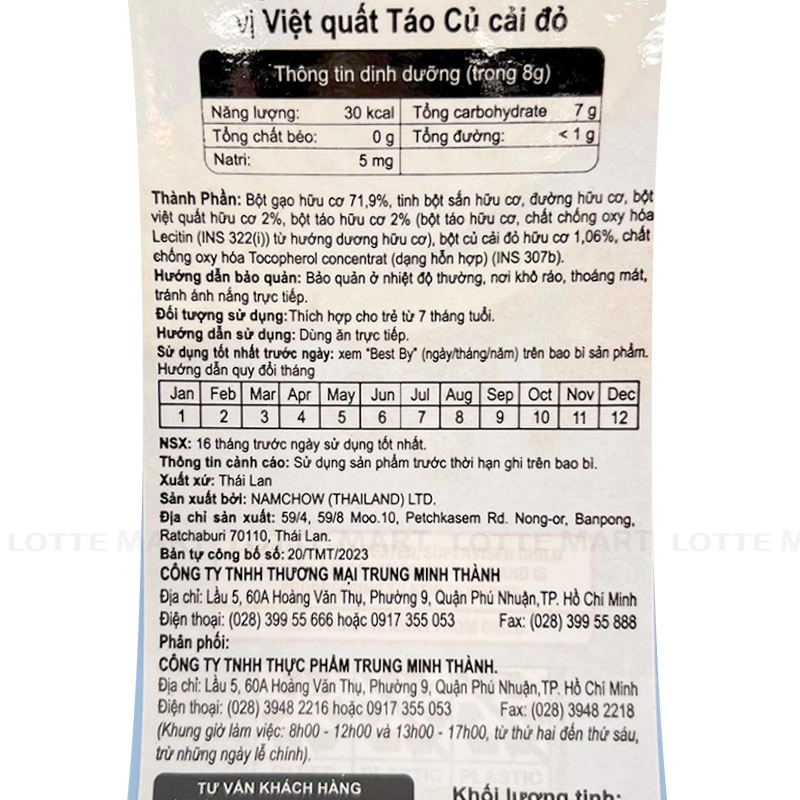 vị Việt quất Táo Củ cải đỏ
Thông tin dinh dưỡng (trong 8g)
Năng lượng: 30 kcal Tổng carbohydrate 7 g
Tổng chất béo: 0 g Tổng đường: < 1 g
Natri: 5 mg
Thành Phần: Bột gạo hữu cơ 71,9%, tinh bột sắn hữu cơ, đường hữu cơ, bột
việt quất hữu cơ 2%, bột táo hữu cơ 2% (bột táo hữu cơ, chất chống oxy hóa
Lecitin (INS 322(i)) từ hướng dương hữu cơ), bột củ cải đỏ hữu cơ 1,06%, chất
chống oxy hóa Tocopherol concentrat (dạng hỗn hợp) (INS 307b).
Hướng dẫn bảo quản: Bảo quản ở nhiệt độ thường, nơi khô ráo, thoáng mát,
tránh ánh nắng trực tiếp.
Đối tượng sử dụng: Thích hợp cho trẻ từ 7 tháng tuổi.
Hướng dẫn sử dụng: Dùng ăn trực tiếp.
Sử dụng tốt nhất trước ngày: xem "Best By" (ngày/tháng/năm) trên bao bì sản phẩm.
Hướng dẫn quy đổi tháng
Jan Feb Mar Apr May Jun Jul Aug Sep Oct Nov Dec
1 2 3 4 5 6 7 8 9 10 11 12
NSX: 16 tháng trước ngày sử dụng tốt nhất.
Thông tin cảnh cáo: Sử dụng sản phẩm trước thời hạn ghi trên bao bì.
Xuất xứ: Thái Lan
Sản xuất bởi: NAMCHOW (THAILAND) LTD.
Địa chỉ sản xuất: 59/4, 59/8 Moo.10, Petchkasem Rd. Nong-or, Banpong,
Ratchaburi 70110, Thái Lan.
LOTTE MART LOTTE MART LOTTE MART
Bản tự công bố số: 20/TMT/2023
CÔNG TY TNHH THƯƠNG MẠI TRUNG MINH THÀNH
Địa chỉ: Lầu 5, 60A Hoàng Văn Thụ, Phường 9, Quận Phú Nhuận,TP. Hồ Chí Minh
Điện thoại: (028) 399 55 666 hoặc 0917 355 053 Fax: (028) 399 55 888
Phân phối:
CÔNG TY TNHH THỰC PHẨM TRUNG MINH THÀNH.
Địa chỉ: Lầu 5, 60A Hoàng Văn Thụ, Phường 9, Quận Phú Nhuận,TP. Hồ Chí Minh
Điện thoại: (028) 3948 2216 hoặc 0917 355 053 Fax: (028) 3948 2218
(Khung giờ làm việc: 8h00 - 12h00 và 13h00 - 17h00, từ thứ hai đến thứ sáu,
trừ những ngày lễ chính).
TƯ VẤN KHÁCH HÀNG
Khối lượng tịnh: